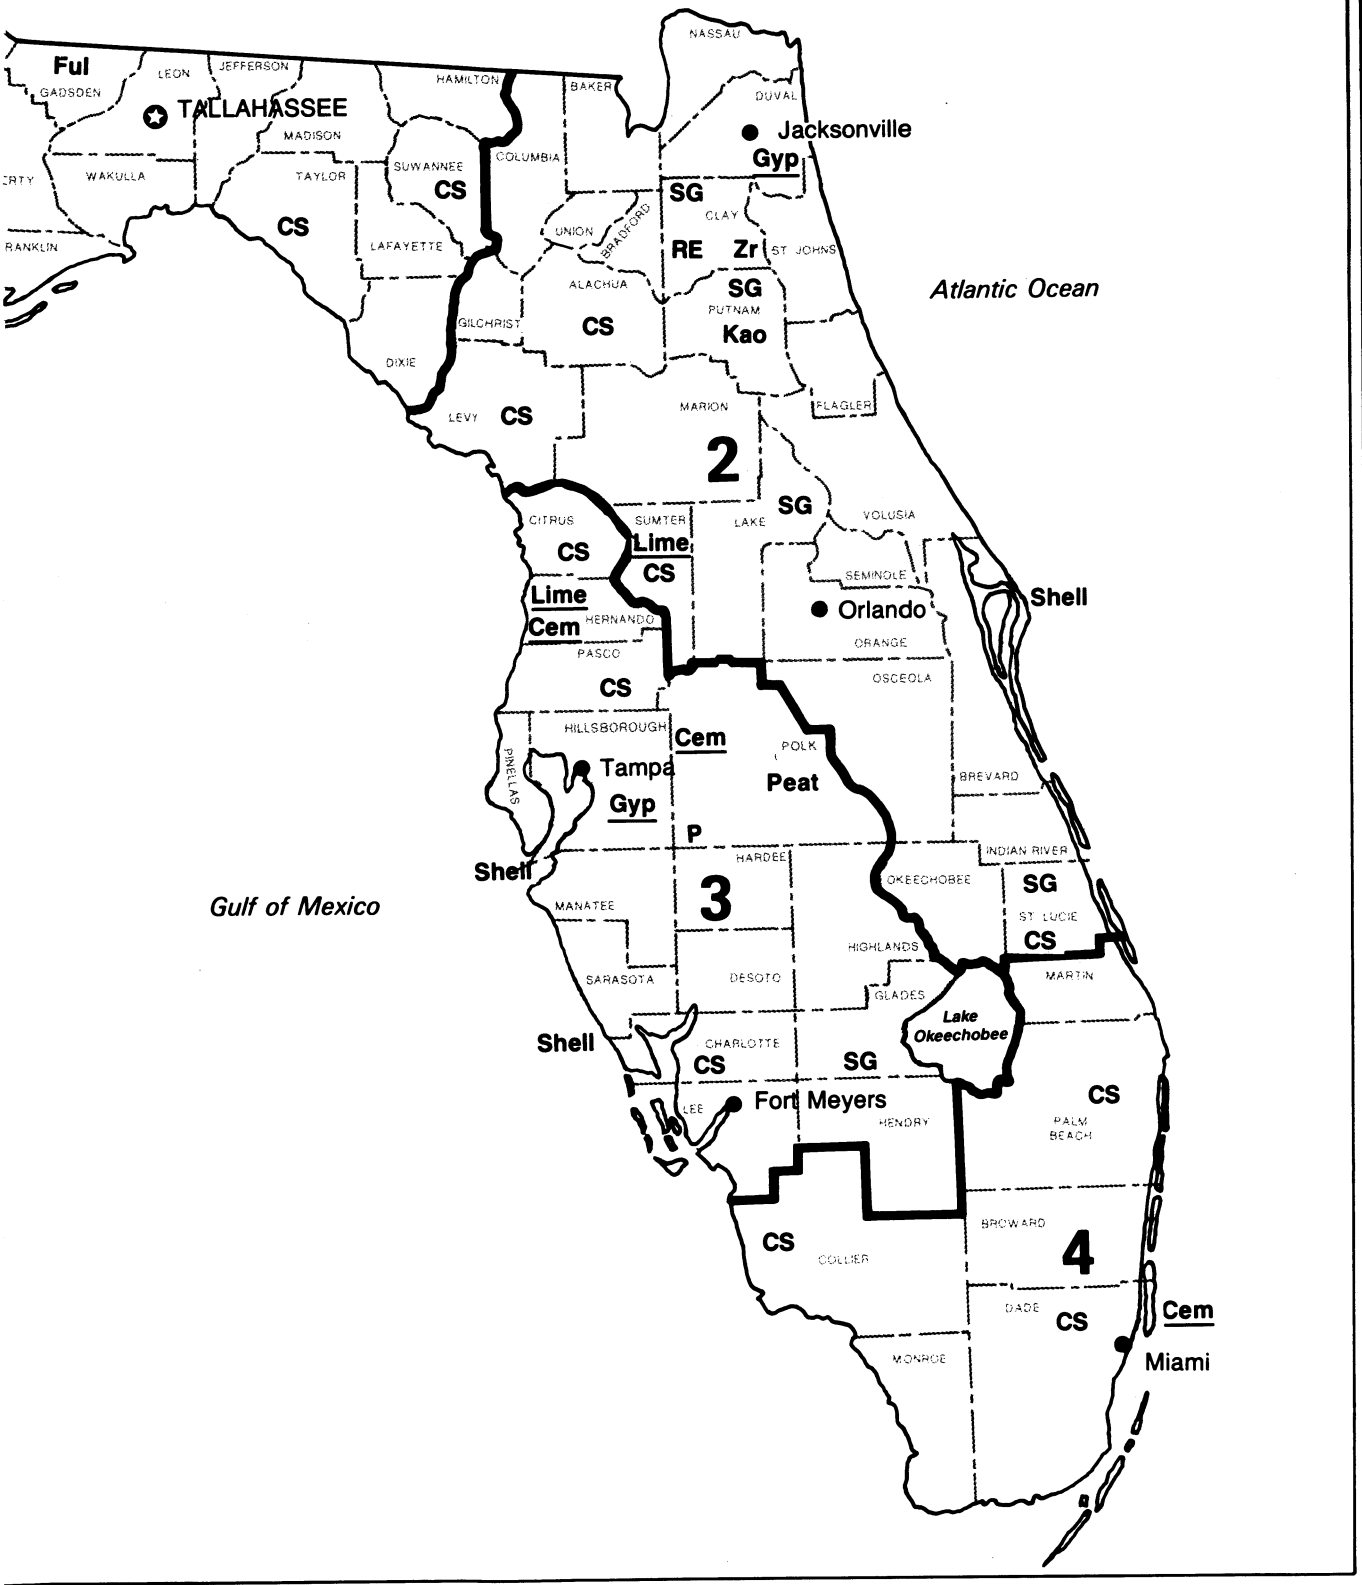 NASSAU
Ful
LEON
JEFFERSON
HAMILTON
BAKER
GADSDEN
DUVAL
TALLAHASSEE
MADISON
Jacksonville
Gyp
COLUMBIA
SUWANNEE
CS
WAKULLA
TAYLOR
ERTY
SG
CLAY
CS
UNION
BRADFORD
RANKLIN
LAFAYETTE
RE
Zr
ST JOHNS
ALACHUA
SG
Atlantic Ocean
PUTNAM
GILCHRIST
CS
Kao
DIXIE
LEVY
CS
MARION
FLAGLER
2
SG
CITRUS
SUMTER
LAKE
VOLUSIA
CS
Lime
CS
SEMINOLE
Lime
Shell
Orlando
Cem
HERNANDO
ORANGE
PASCO
OSCEOLA
CS
HILLSBOROUGH
Cem
POLK
PINELLAS
Tampa
Peat
BREVARD
Gyp
P
HARDEE
INDIAN RIVER
Shell
OKEECHOBEE
SG
3
Gulf of Mexico
MANATEE
ST LUCIE
CS
HIGHLANDS
SARASOTA
DESOTO
MARTIN
GLADES
Lake
Okeechobee
Shell
CHARLOTTE
CS
SG
CS
LEE
Fort Meyers
HENDRY
PALM
BEACH
BROWARD
CS
4
COLLIER
DADE
CS
Cem
MONROE
Miami